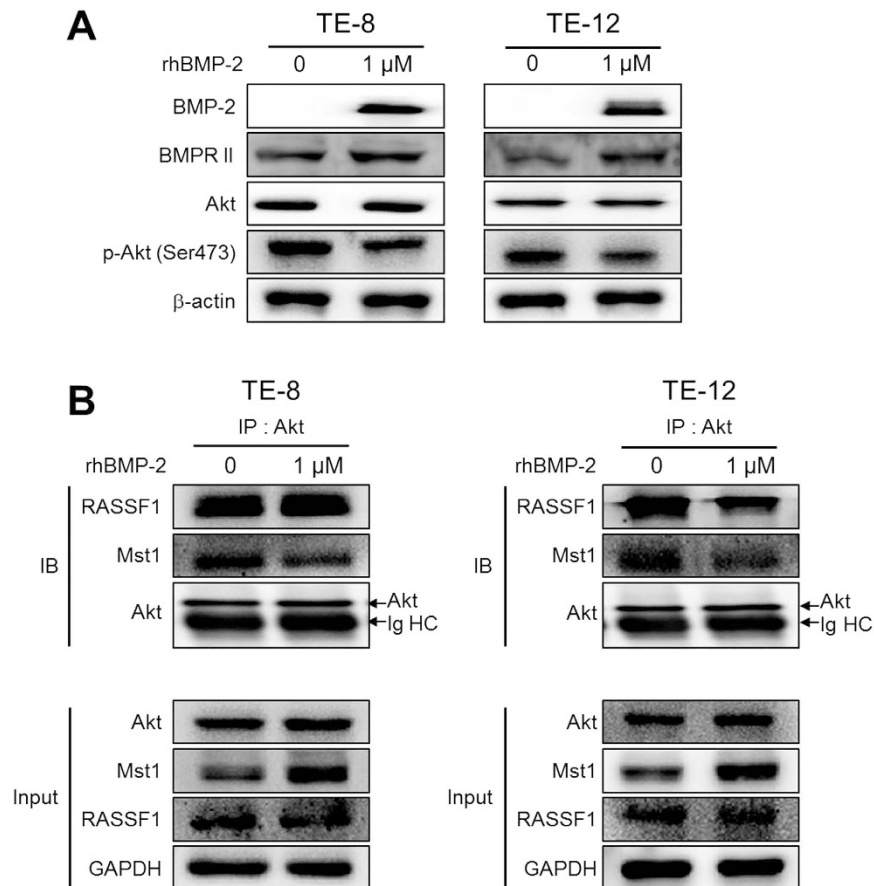 A
TE-8 TE-12
rhBMP-2 0 1 µM 0 1 µM
BMP-2
BMPR II
Akt
p-Akt (Ser473)
β-actin
B
TE-8 TE-12
IP : Akt IP : Akt
rhBMP-2 0 1 µM rhBMP-2 0 1 µM
RASSF1 RASSF1
IB Mst1 IB Mst1
Akt Akt Ig HC Akt Akt Ig HC
Akt Akt
Mst1 Mst1
Input RASSF1 Input RASSF1
GAPDH GAPDH